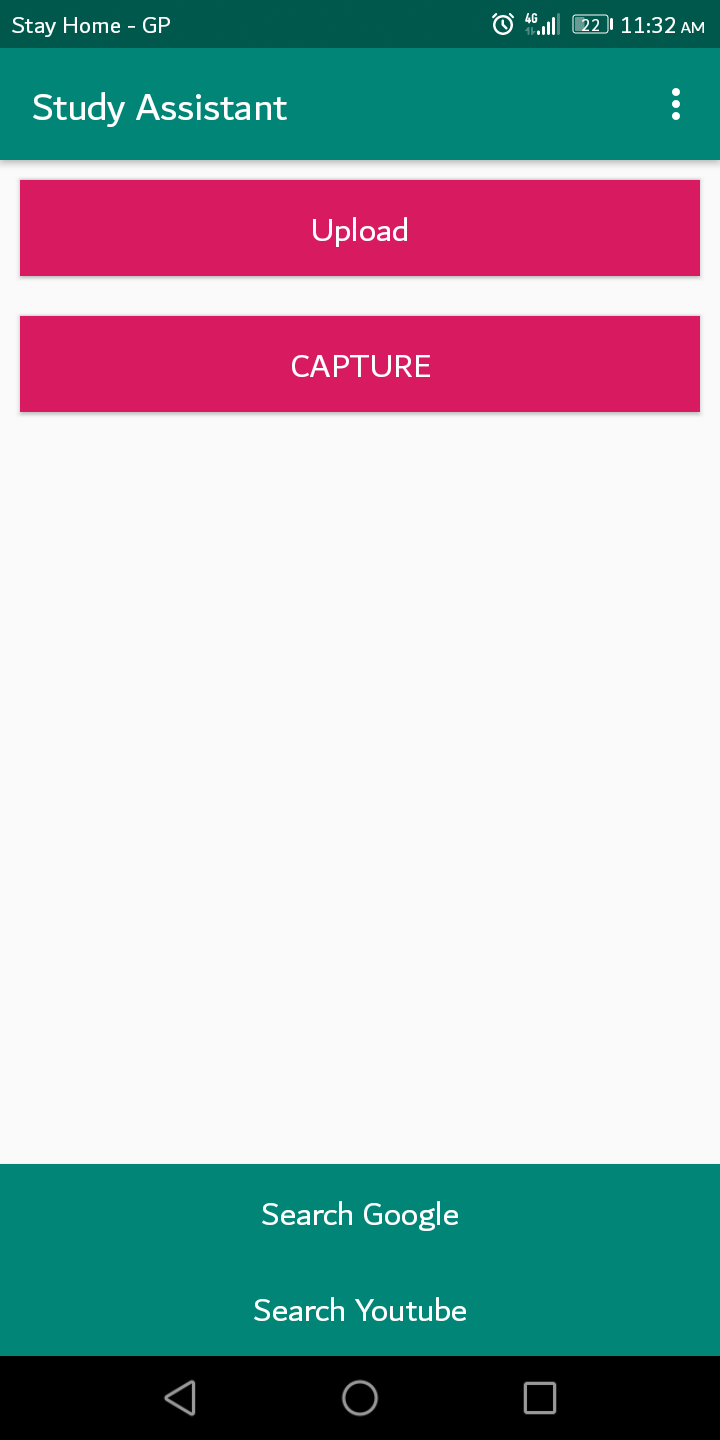 Stay Home - GP 4G 22 11:32 AM
Study Assistant
Upload
CAPTURE
Search Google
Search Youtube